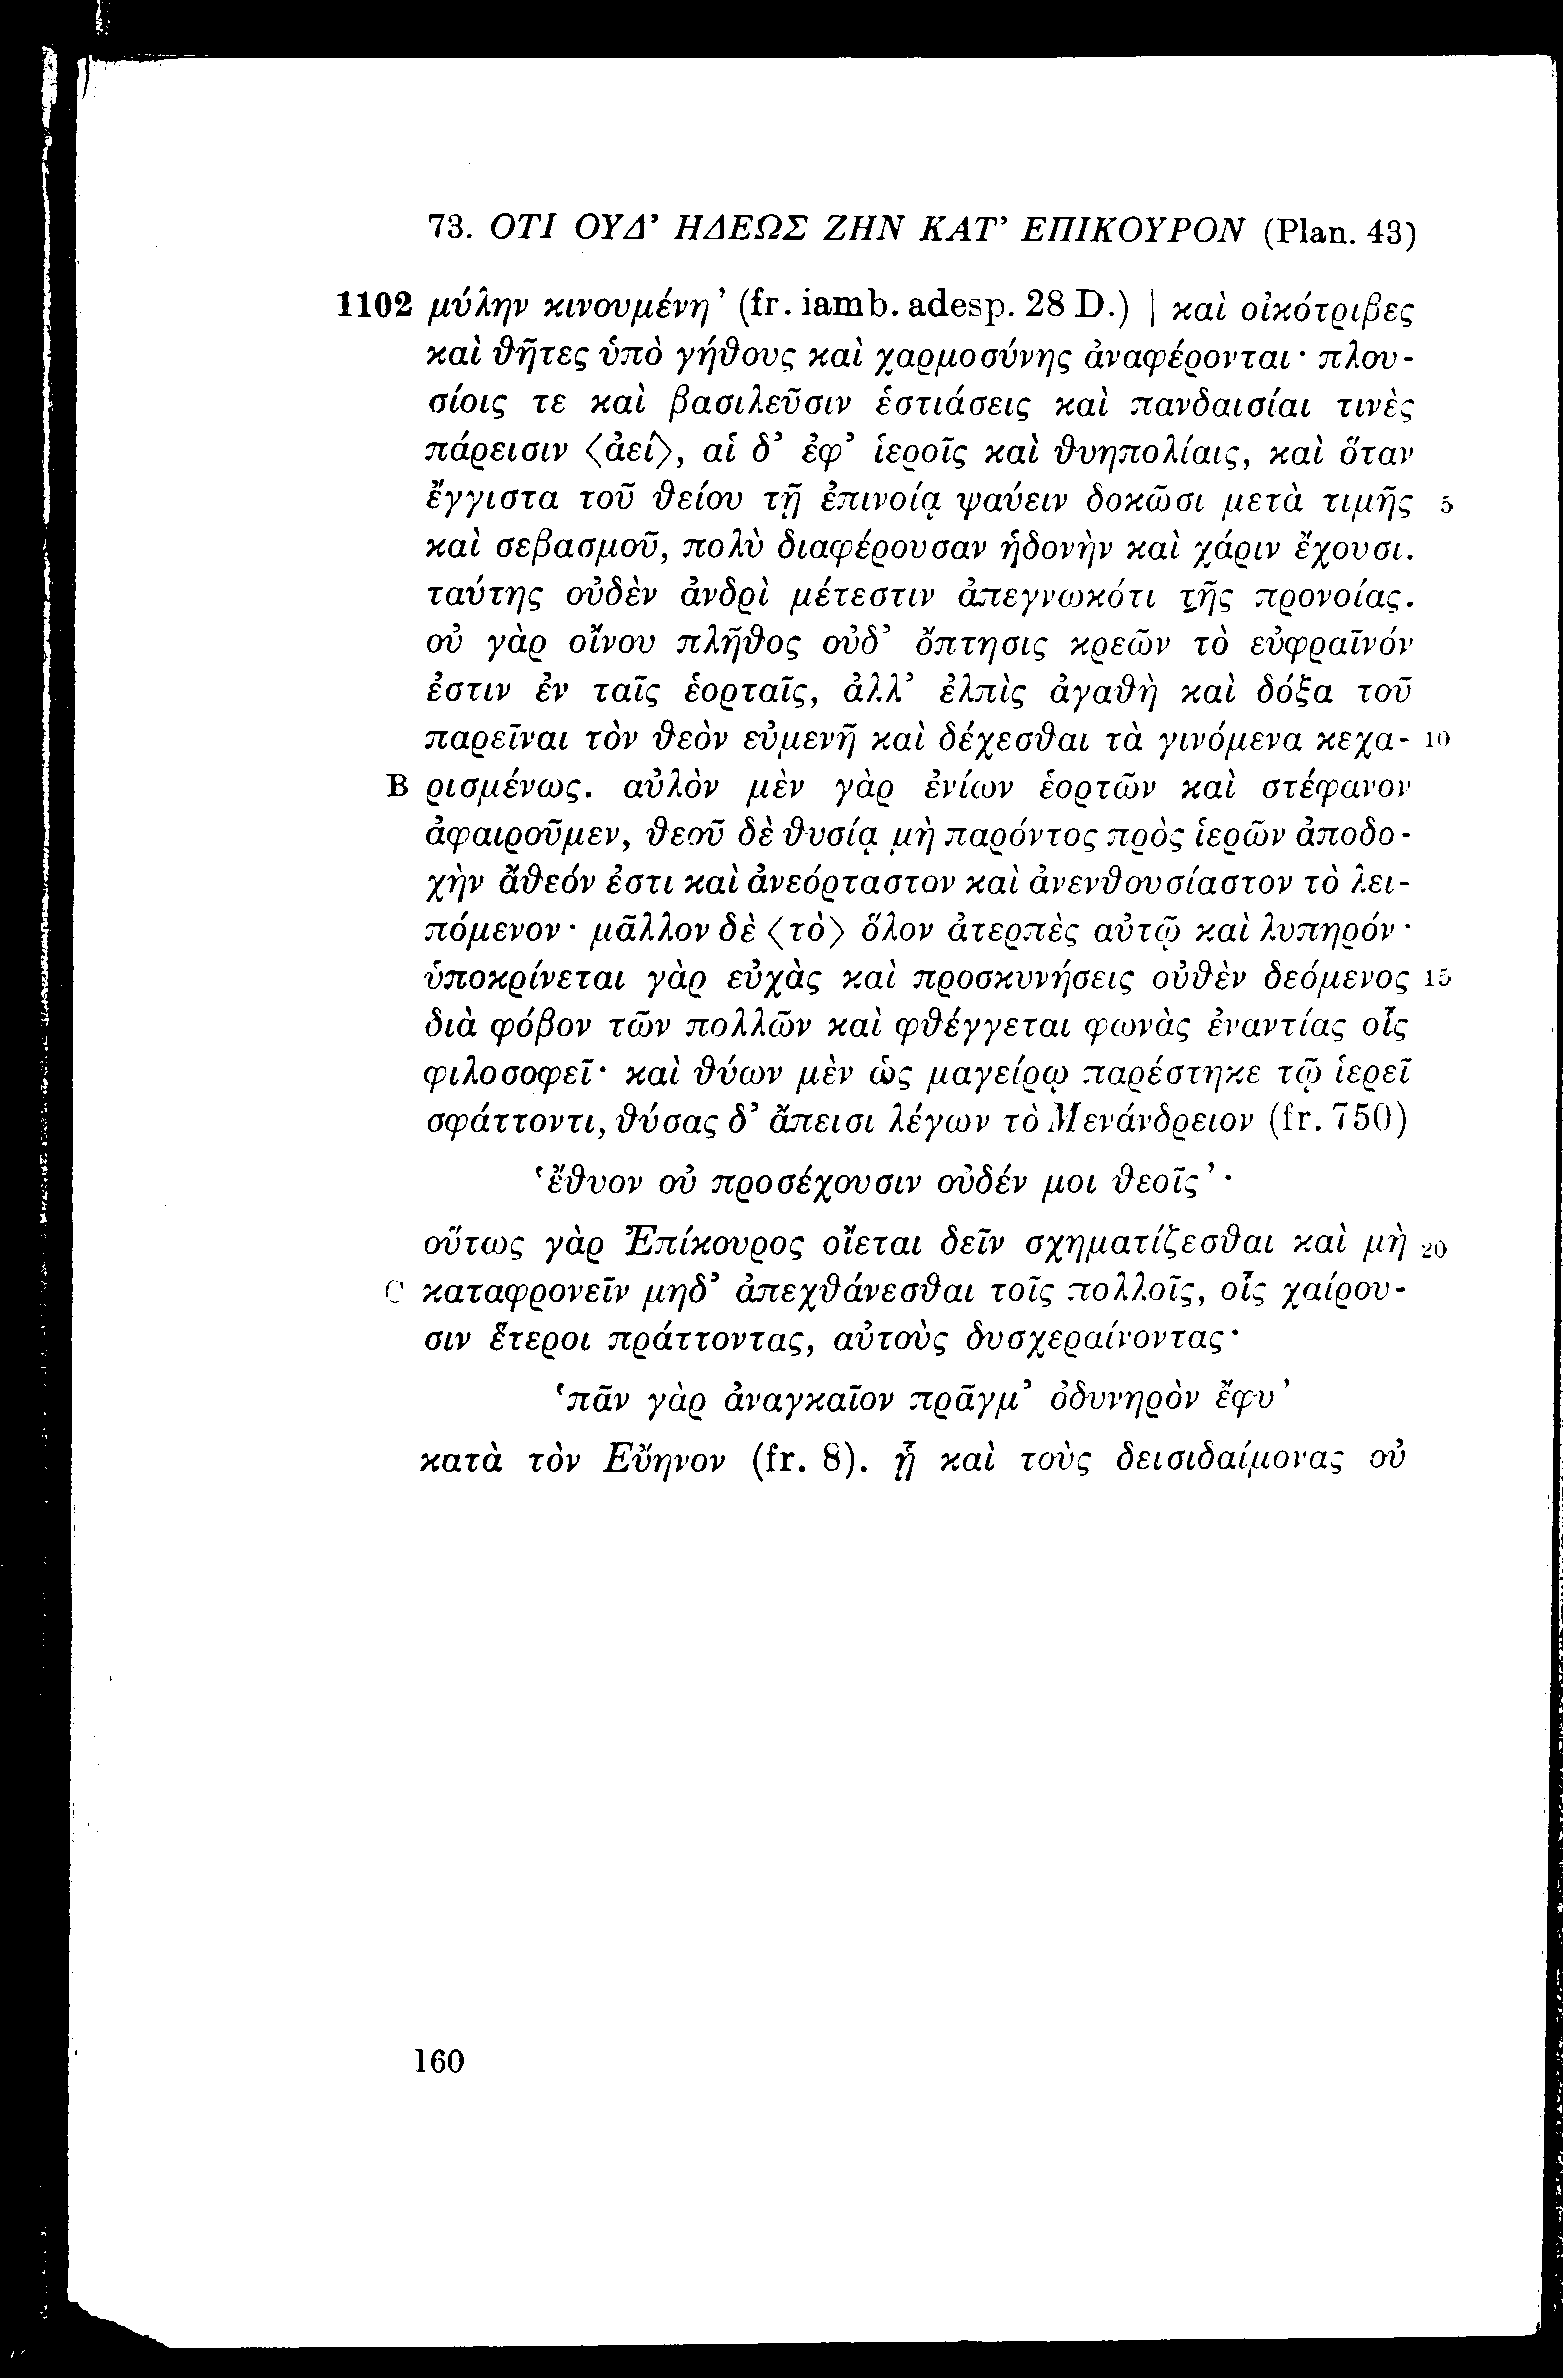 73. ΟΤΙ ΟΥΔ’ ΗΔΕΩΣ ΖΗΝ ΚΑΤ’ ΕΠΙΚΟΥΡΟΝ (Plan. 43)
1102 μύλην κινουμένη’ (fr. iamb. adesp. 28 D.) | καὶ οἰκότριβες
καὶ θῆτες ὑπὸ γήθους καὶ χαρμοσύνης ἀναφέρονται· πλου-
σίοις τε καὶ βασιλεῦσιν ἑστιάσεις καὶ πανδαισίαι τινὲς
πάρεισιν <ἀεί>, αἱ δ’ ἐφ’ ἱεροῖς καὶ θυηπολίαις, καὶ ὅταν
ἔγγιστα τοῦ θείου τῇ ἐπινοίᾳ ψαύειν δοκῶσι μετὰ τιμῆς 5
καὶ σεβασμοῦ, πολὺ διαφέρουσαν ἡδονὴν καὶ χάριν ἔχουσι.
ταύτης οὐδὲν ἀνδρὶ μέτεστιν ἀπεγνωκότι τῆς προνοίας.
οὐ γὰρ οἴνου πλῆθος οὐδ’ ὄπτησις κρεῶν τὸ εὐφραῖνόν
ἐστιν ἐν ταῖς ἑορταῖς, ἀλλ’ ἐλπὶς ἀγαθὴ καὶ δόξα τοῦ
παρεῖναι τὸν θεὸν εὐμενῆ καὶ δέχεσθαι τὰ γινόμενα κεχα- 10
B ρισμένως. αὐλὸν μὲν γὰρ ἐνίων ἑορτῶν καὶ στέφανον
ἀφαιροῦμεν, θεοῦ δὲ θυσίᾳ μὴ παρόντος πρὸς ἱερῶν ἀποδο-
χὴν ἄθεόν ἐστι καὶ ἀνεόρταστον καὶ ἀνενθουσίαστον τὸ λει-
πόμενον· μᾶλλον δὲ <τὸ> ὅλον ἀτερπὲς αὐτῷ καὶ λυπηρόν·
ὑποκρίνεται γὰρ εὐχὰς καὶ προσκυνήσεις οὐθὲν δεόμενος 15
διὰ φόβον τῶν πολλῶν καὶ φθέγγεται φωνὰς ἐναντίας οἷς
φιλοσοφεῖ· καὶ θύων μὲν ὡς μαγείρῳ παρέστηκε τῷ ἱερεῖ
σφάττοντι, θύσας δ’ ἄπεισι λέγων τὸ Μενάνδρειον (fr. 750)
‘ἔθυον οὐ προσέχουσιν οὐδέν μοι θεοῖς’·
οὕτως γὰρ Ἐπίκουρος οἴεται δεῖν σχηματίζεσθαι καὶ μὴ 20
C καταφρονεῖν μηδ’ ἀπεχθάνεσθαι τοῖς πολλοῖς, οἷς χαίρου-
σιν ἕτεροι πράττοντας, αὐτοὺς δυσχεραίνοντας·
‘πᾶν γὰρ ἀναγκαῖον πρᾶγμ’ ὀδυνηρὸν ἔφυ’
κατὰ τὸν Εὔηνον (fr. 8). ᾗ καὶ τοὺς δεισιδαίμονας οὐ
160